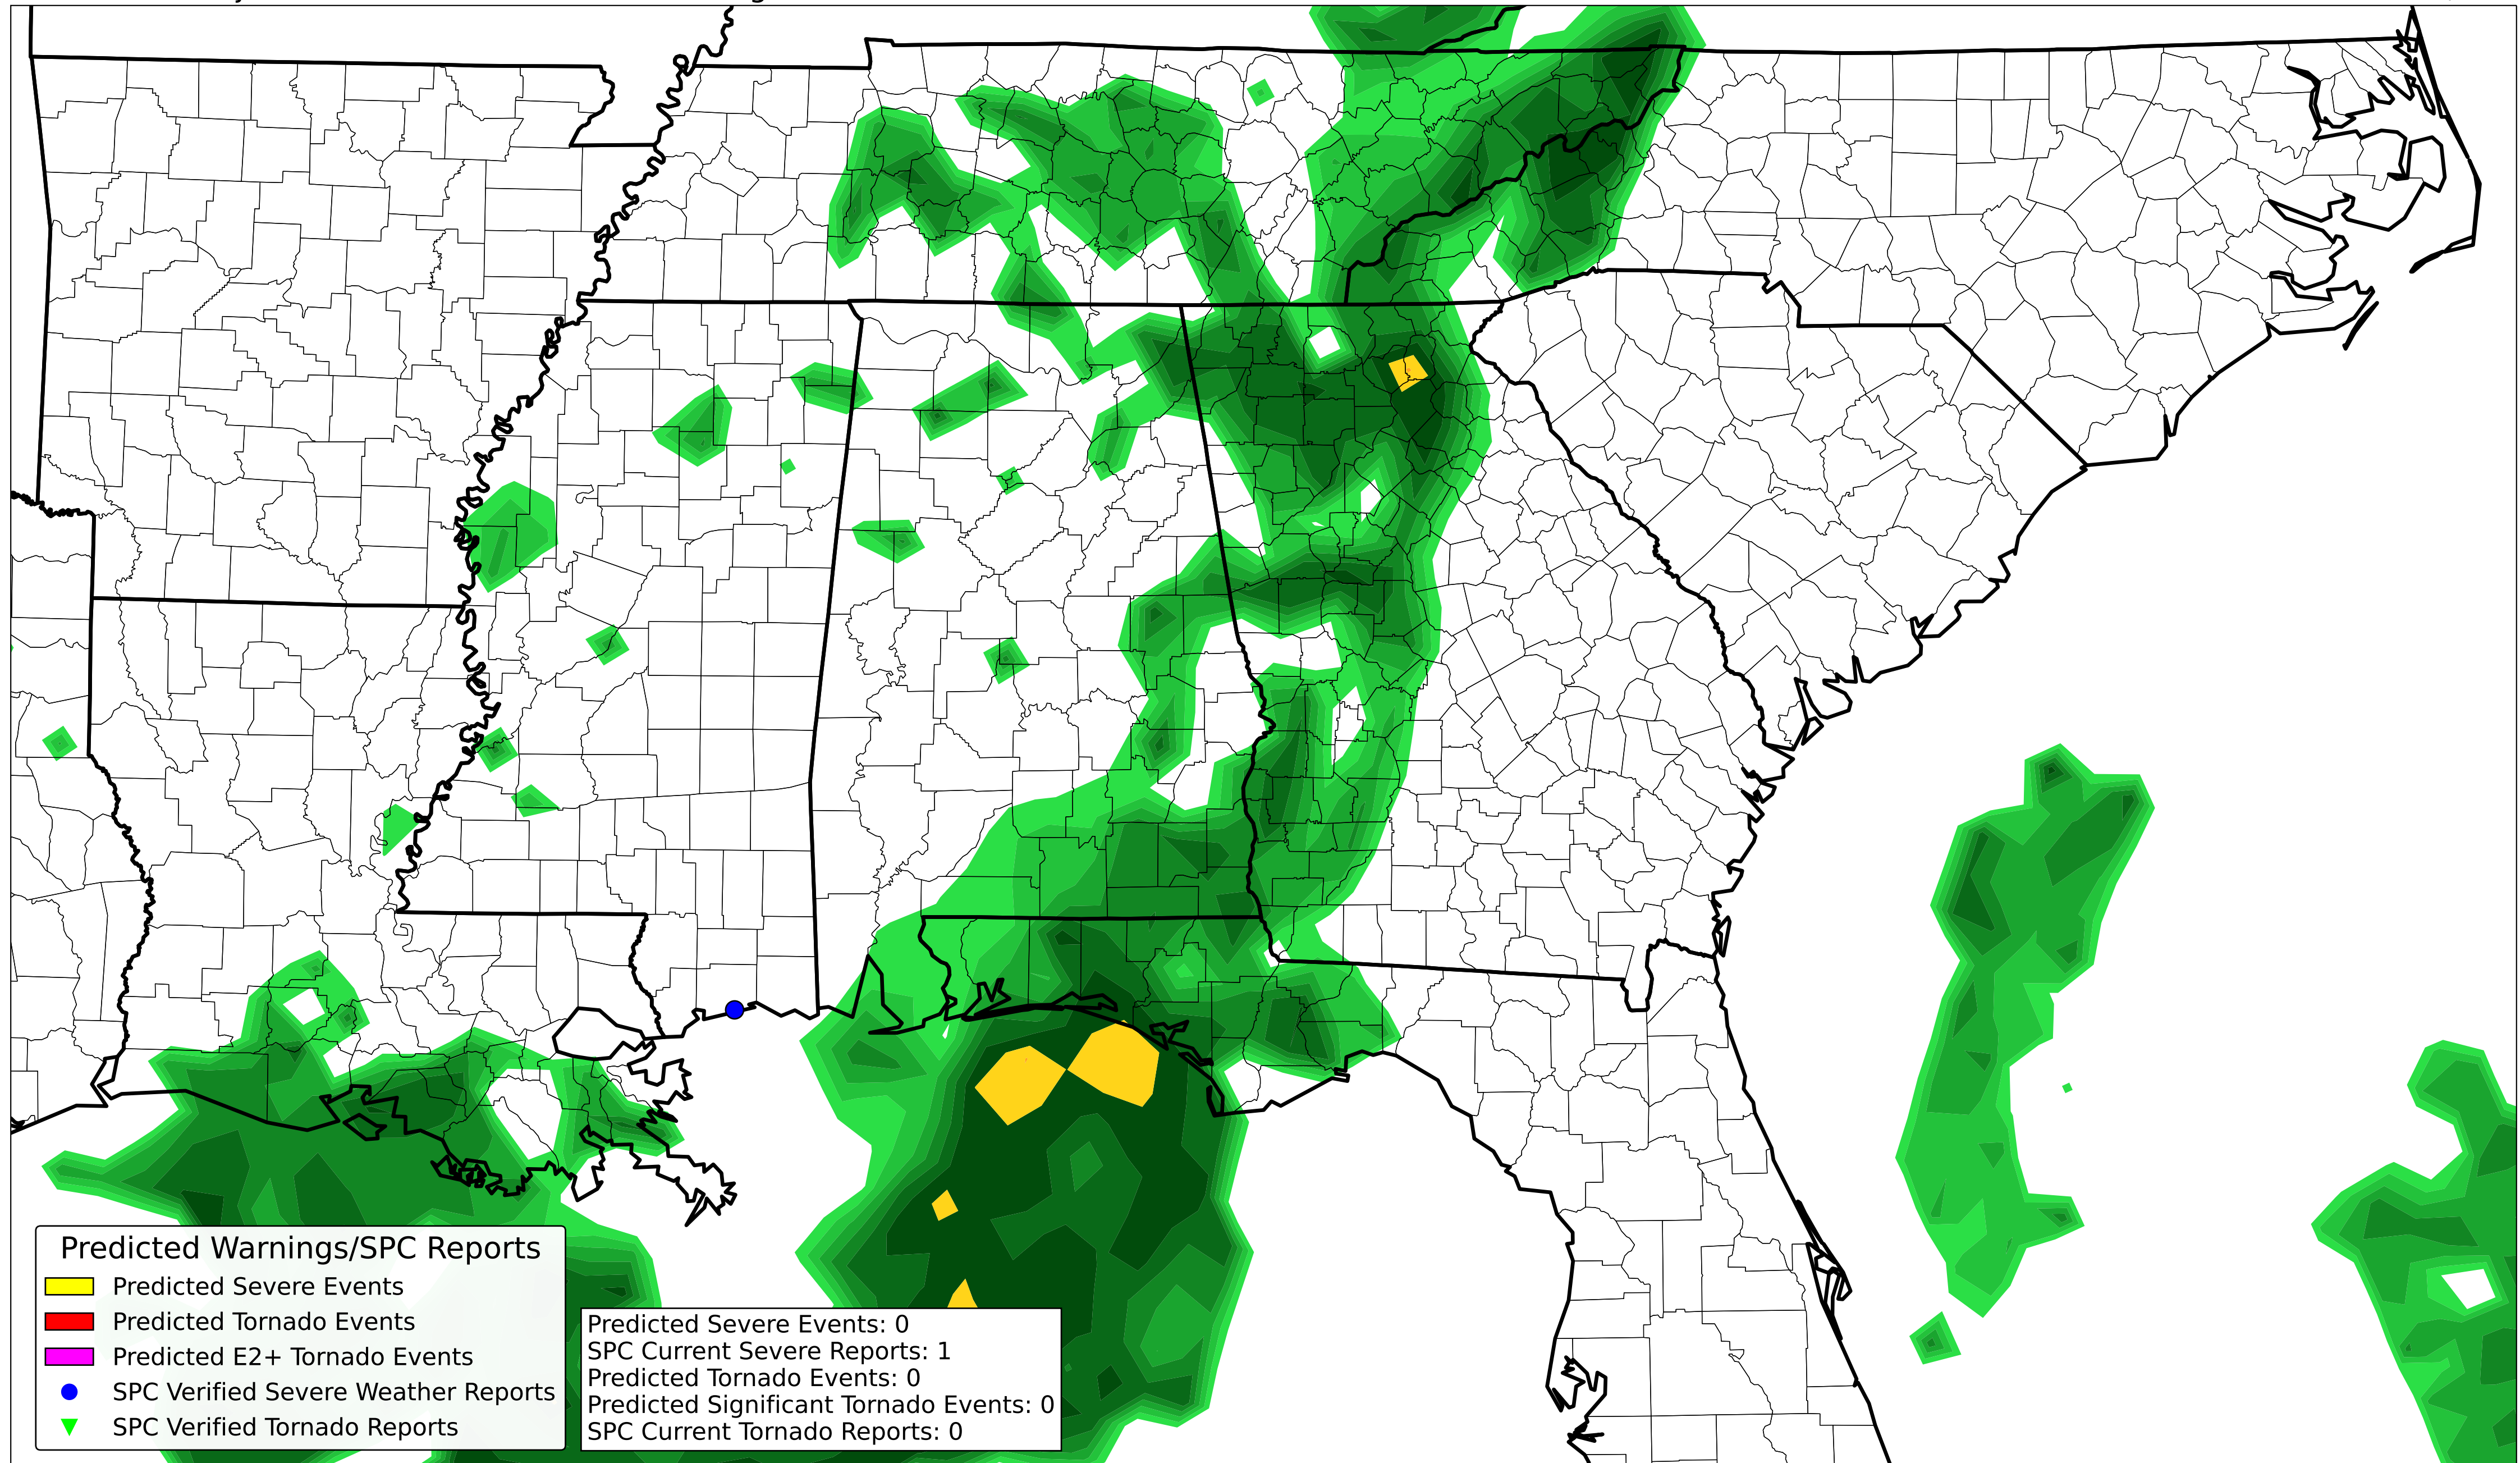 Predicted Warnings/SPC Reports
Predicted Severe Events
Predicted Tornado Events
Predicted E2+ Tornado Events
SPC Verified Severe Weather Reports
SPC Verified Tornado Reports
Predicted Severe Events: 0
SPC Current Severe Reports: 1
Predicted Tornado Events: 0
Predicted Significant Tornado Events: 0
SPC Current Tornado Reports: 0